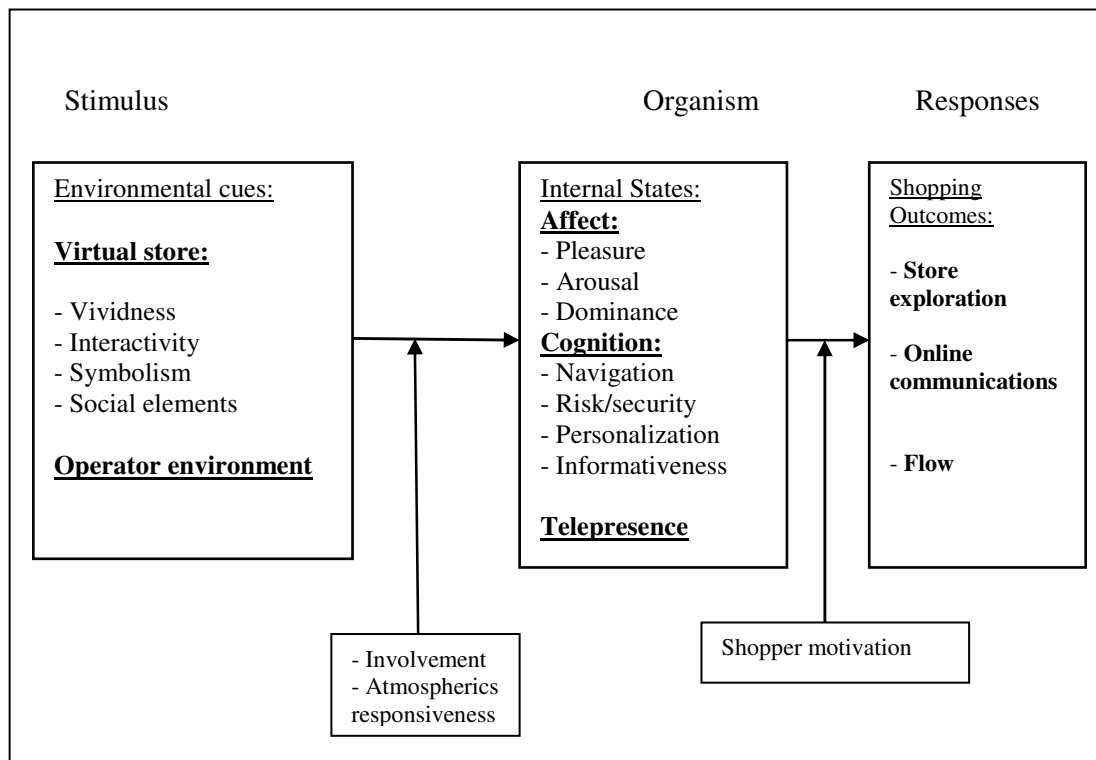 Stimulus
Organism
Responses
Environmental cues:
Virtual store:
- Vividness
- Interactivity
- Symbolism
- Social elements
Operator environment
Internal States:
Affect:
- Pleasure
- Arousal
- Dominance
Cognition:
- Navigation
- Risk/security
- Personalization
- Informativeness
Telepresence
Shopping
Outcomes:
- Store
exploration
- Online
communications
- Flow
- Involvement
- Atmospherics
responsiveness
Shopper motivation